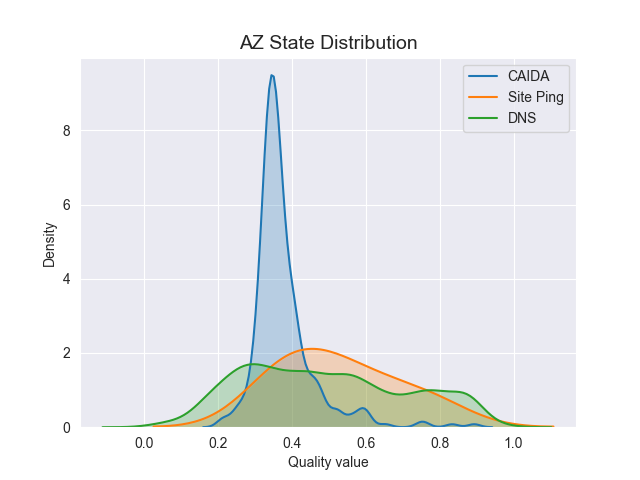 AZ State Distribution
CAIDA
Site Ping
DNS
Density
8
6
4
2
0
0.0 0.2 0.4 0.6 0.8 1.0
Quality value